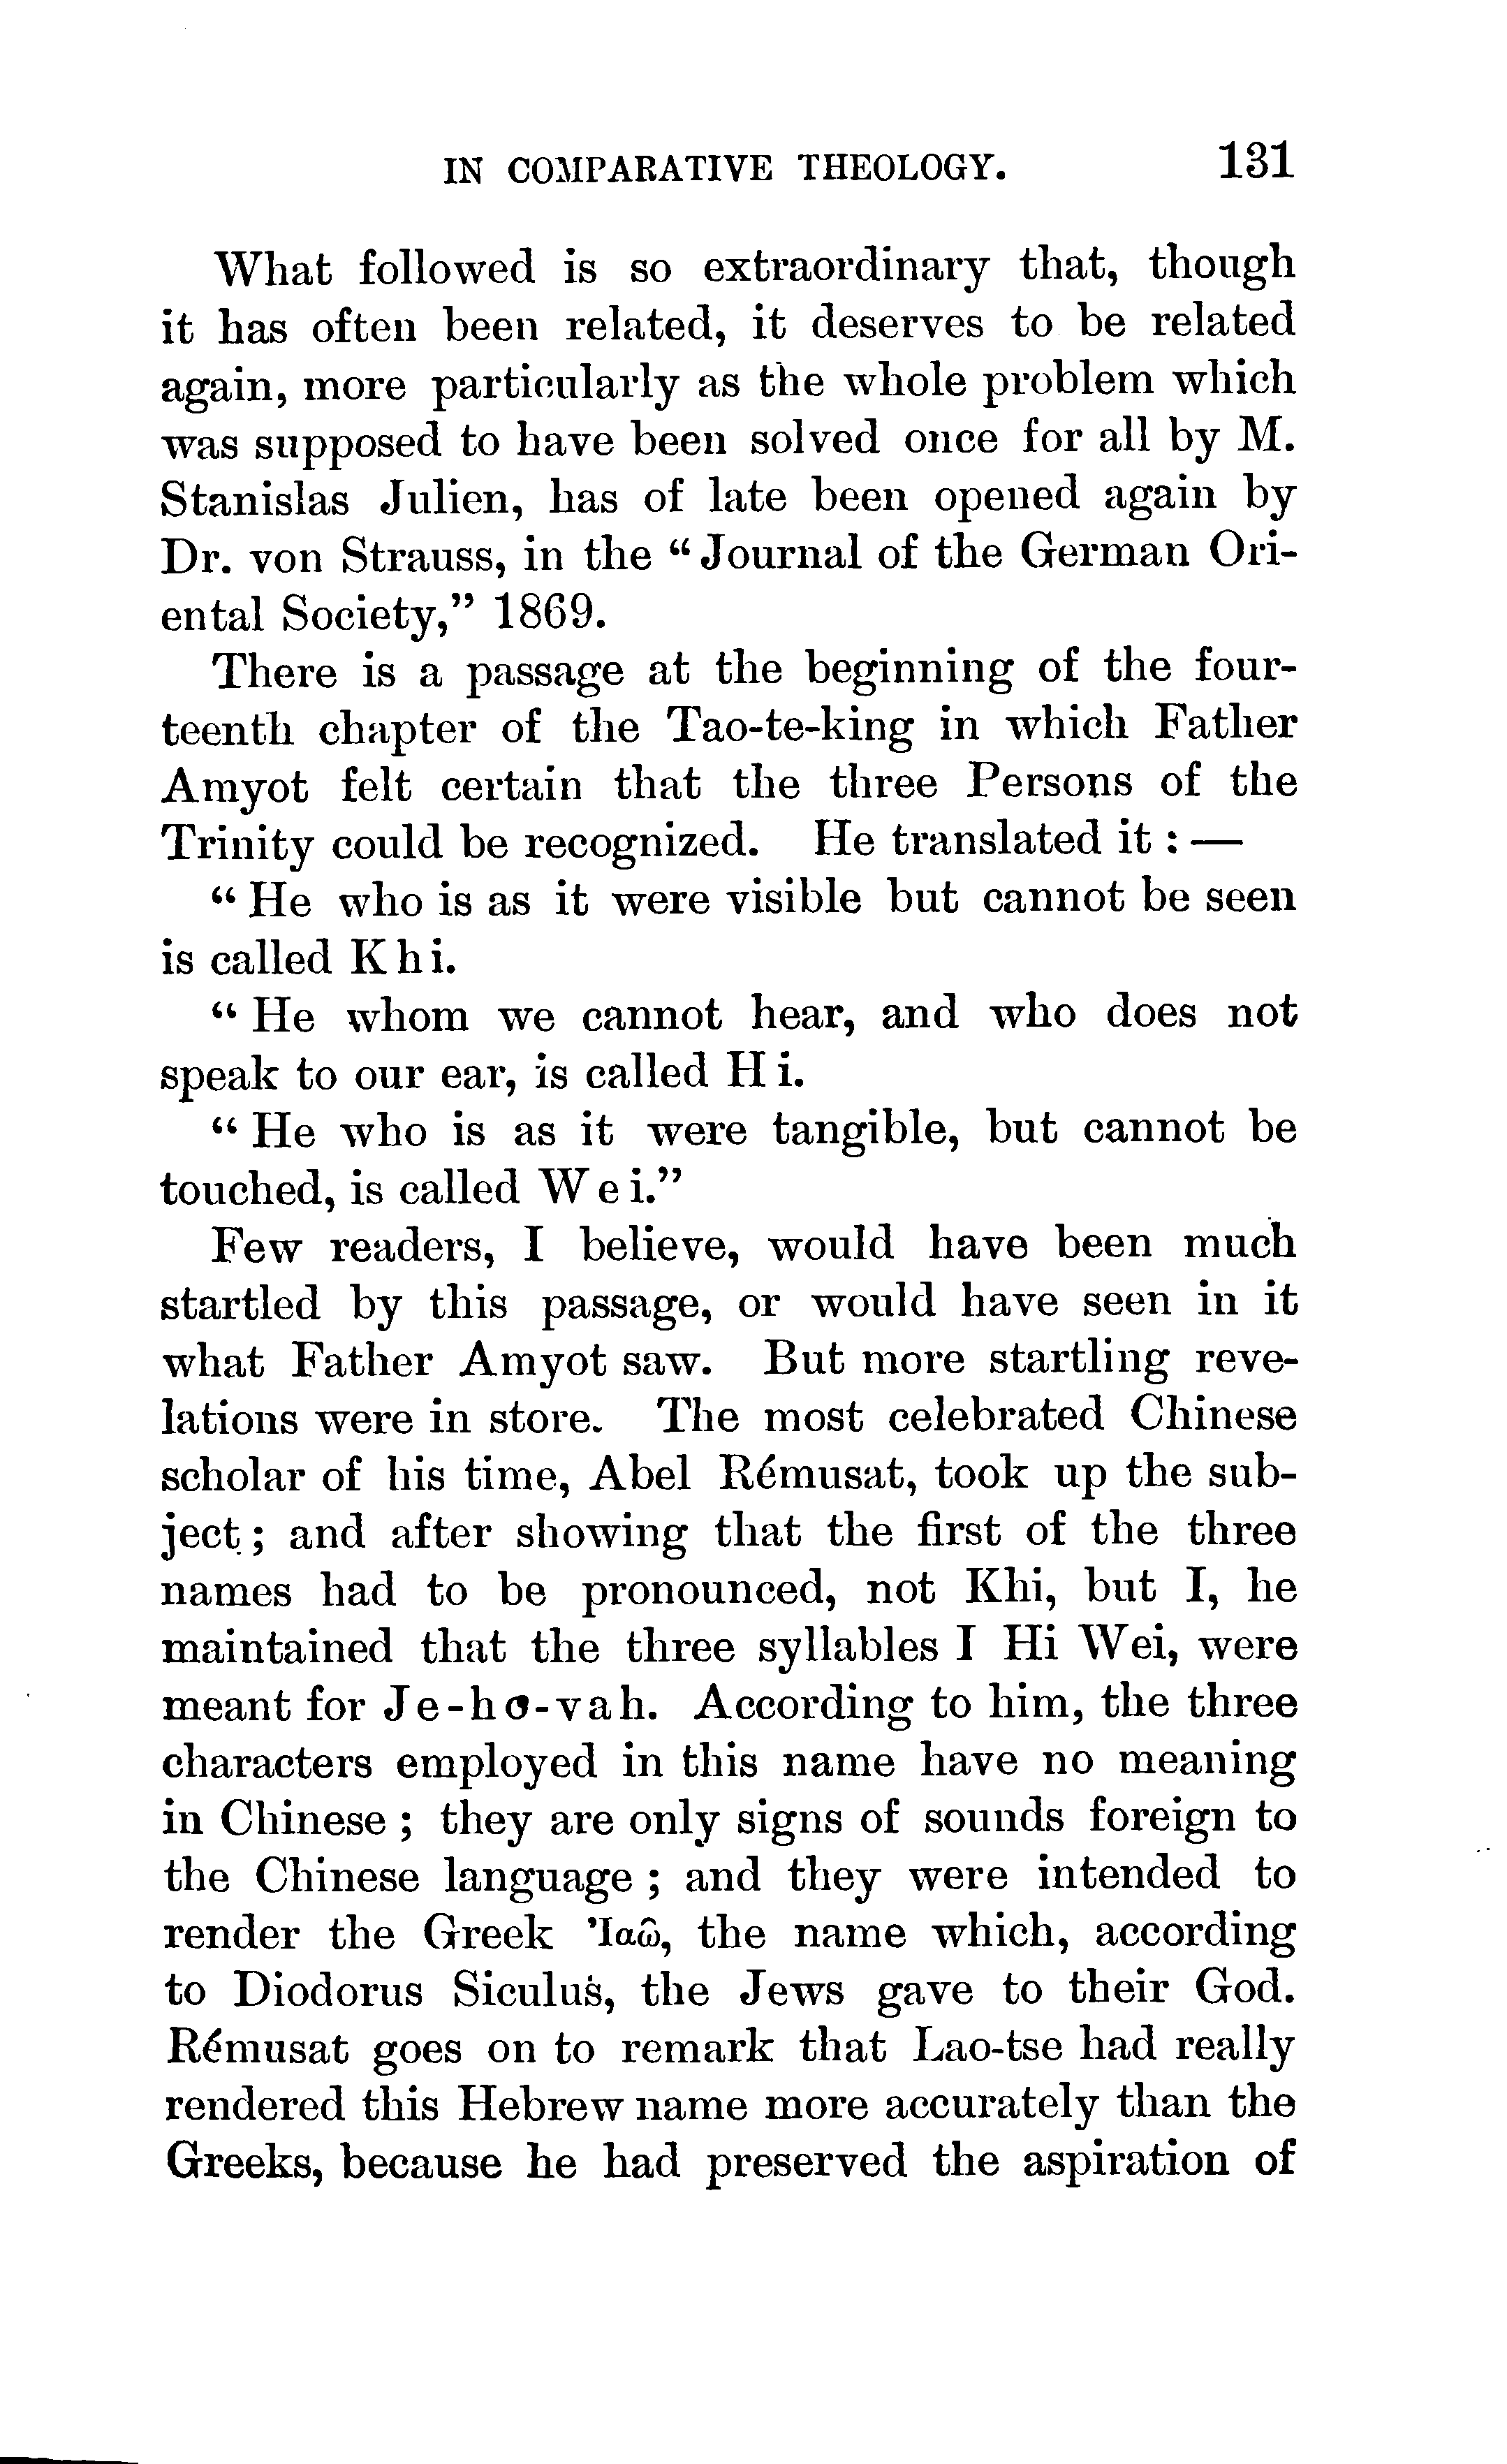 IN COMPARATIVE THEOLOGY. 131
What followed is so extraordinary that, though
it has often been related, it deserves to be related
again, more particularly as the whole problem which
was supposed to have been solved once for all by M.
Stanislas Julien, has of late been opened again by
Dr. von Strauss, in the “Journal of the German Ori-
ental Society,” 1869.
There is a passage at the beginning of the four-
teenth chapter of the Tao-te-king in which Father
Amyot felt certain that the three Persons of the
Trinity could be recognized. He translated it : —
“ He who is as it were visible but cannot be seen
is called K h i.
“ He whom we cannot hear, and who does not
speak to our ear, is called H i.
“ He who is as it were tangible, but cannot be
touched, is called W e i.”
Few readers, I believe, would have been much
startled by this passage, or would have seen in it
what Father Amyot saw. But more startling reve-
lations were in store. The most celebrated Chinese
scholar of his time, Abel Rémusat, took up the sub-
ject ; and after showing that the first of the three
names had to be pronounced, not Khi, but I, he
maintained that the three syllables I Hi Wei, were
meant for J e - h o - v a h. According to him, the three
characters employed in this name have no meaning
in Chinese ; they are only signs of sounds foreign to
the Chinese language ; and they were intended to
render the Greek Ἰαῶ, the name which, according
to Diodorus Siculus, the Jews gave to their God.
Rémusat goes on to remark that Lao-tse had really
rendered this Hebrew name more accurately than the
Greeks, because he had preserved the aspiration of